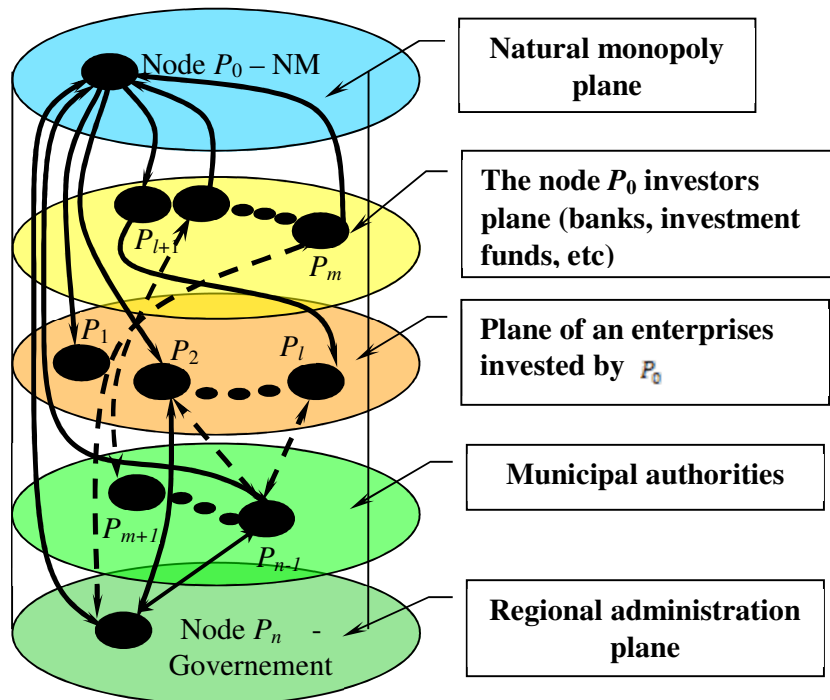 Node P₀ – NM
Natural monopoly
plane
The node P₀ investors
plane (banks, investment
funds, etc)
Pₗ₊₁
Pₘ
Plane of an enterprises
invested by P₀
P₁
P₂
Pₗ
Municipal authorities
Pₘ₊₁
Pₙ₋₁
Regional administration
plane
Node Pₙ -
Governement